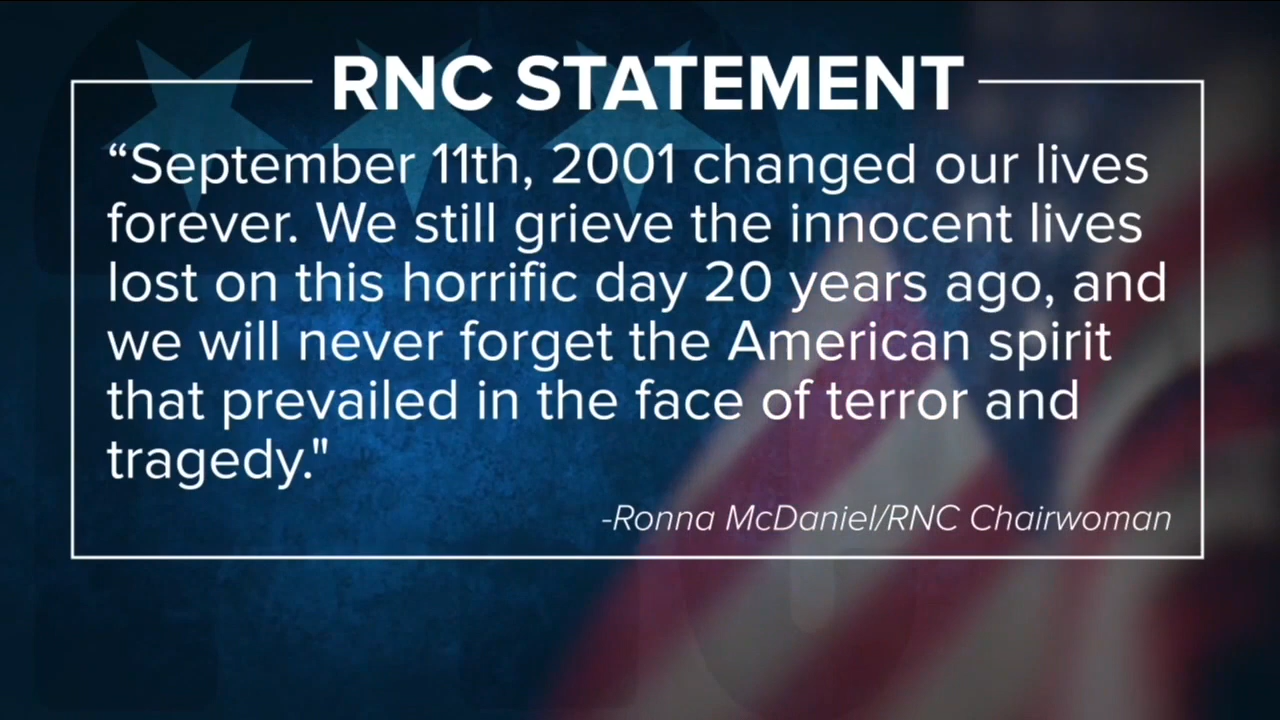 RNC STATEMENT
“September 11th, 2001 changed our lives
forever. We still grieve the innocent lives
lost on this horrific day 20 years ago, and
we will never forget the American spirit
that prevailed in the face of terror and
tragedy."
-Ronna McDaniel/RNC Chairwoman